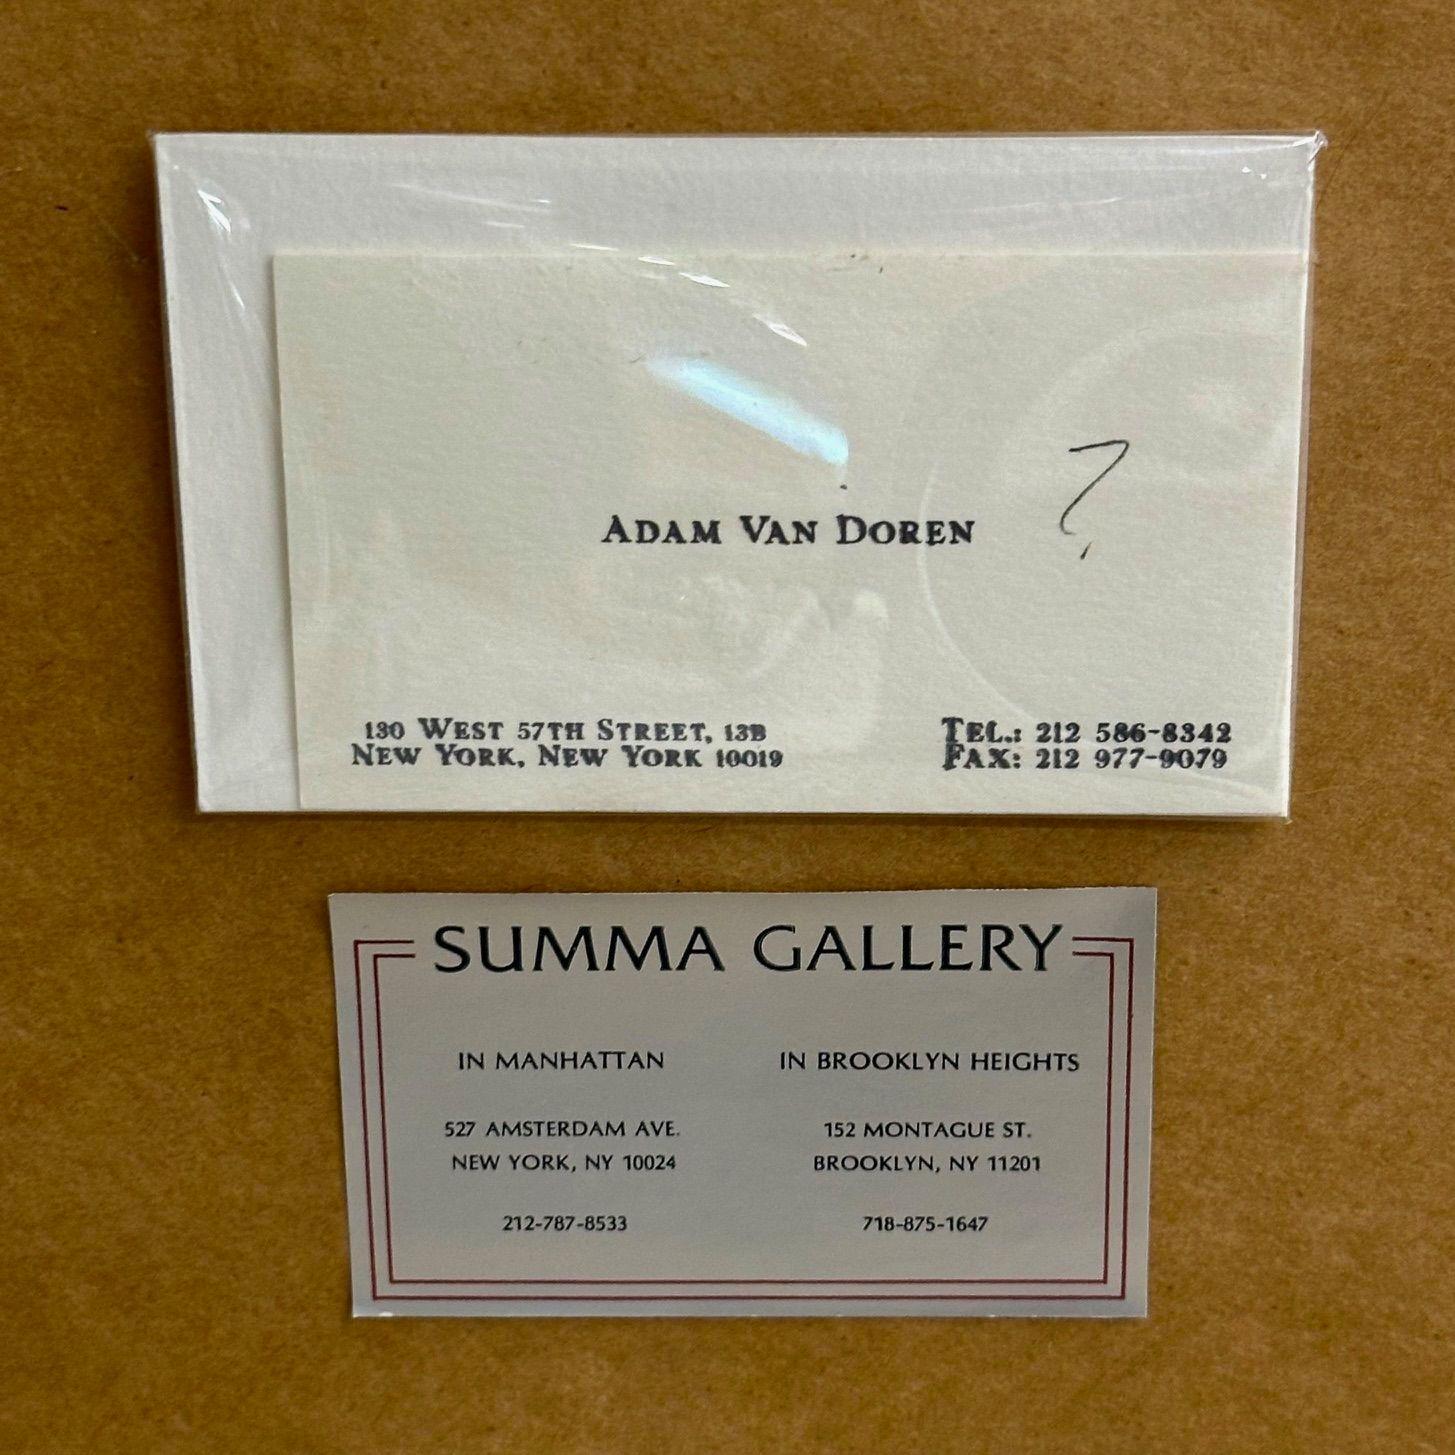 ADAM VAN DOREN ?
130 WEST 57TH STREET, 13B
NEW YORK, NEW YORK 10019
TEL.: 212 586-8342
FAX: 212 977-9079
SUMMA GALLERY
IN MANHATTAN
527 AMSTERDAM AVE.
NEW YORK, NY 10024
212-787-8533
IN BROOKLYN HEIGHTS
152 MONTAGUE ST.
BROOKLYN, NY 11201
718-875-1647